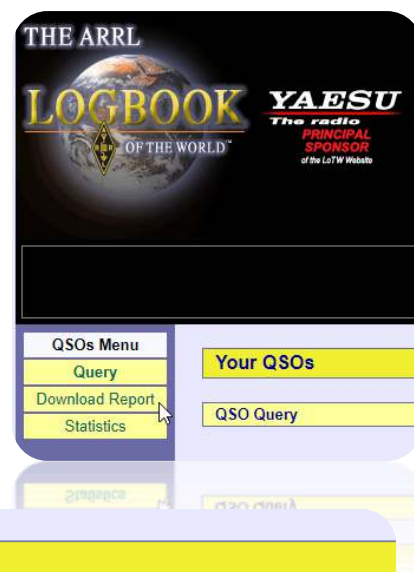 THE ARRL
LOGBOOK
OF THE WORLD™
YAESU
The radio
PRINCIPAL
SPONSOR
of the LoTW Website
QSOs Menu
Query
Download Report
Statistics
Your QSOs
QSO Query